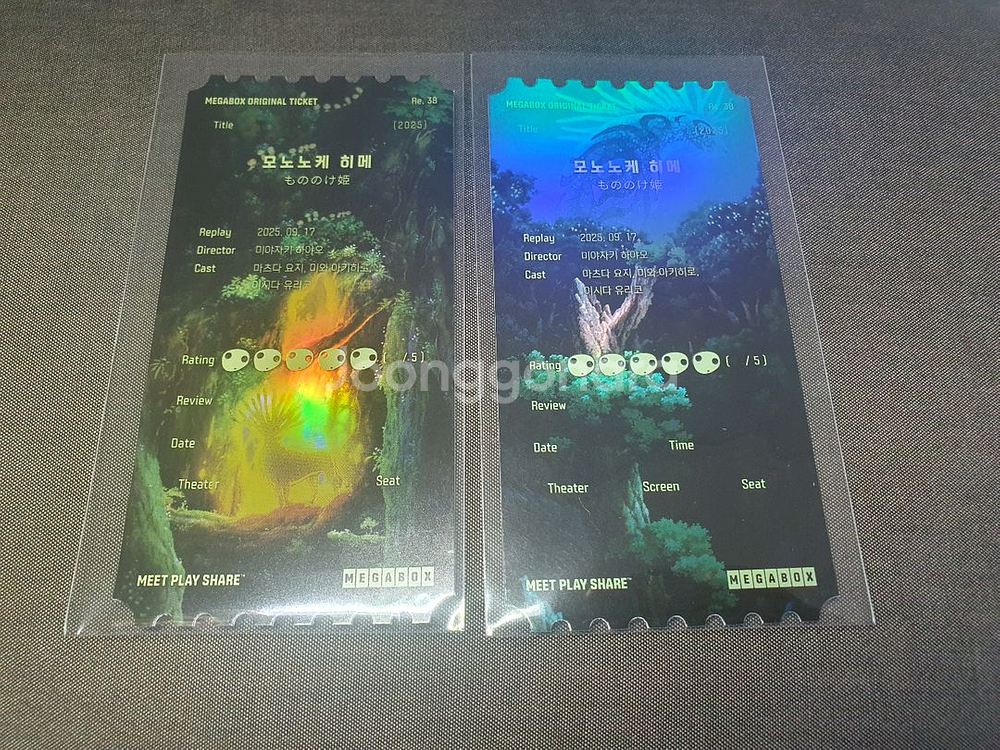 MEGABOX ORIGINAL TICKET Re. 38
Title (2025)
모노노케 히메
もののけ姫
Replay 2025. 09. 17
Director 미야자키 하야오
Cast 마츠다 요지, 미와 아키히로,
이시다 유리코
Rating ( / 5 )
Review
Date
Theater Seat
MEET PLAY SHARE™
MEGABOX
MEGABOX ORIGINAL TICKET Re. 38
Title (2025)
모노노케 히메
もののけ姫
Replay 2025. 09. 17
Director 미야자키 하야오
Cast 마츠다 요지, 미와 아키히로,
이시다 유리코
Rating ( / 5 )
Review
Date Time
Theater Screen Seat
MEET PLAY SHARE™
MEGABOX
Joonggonara